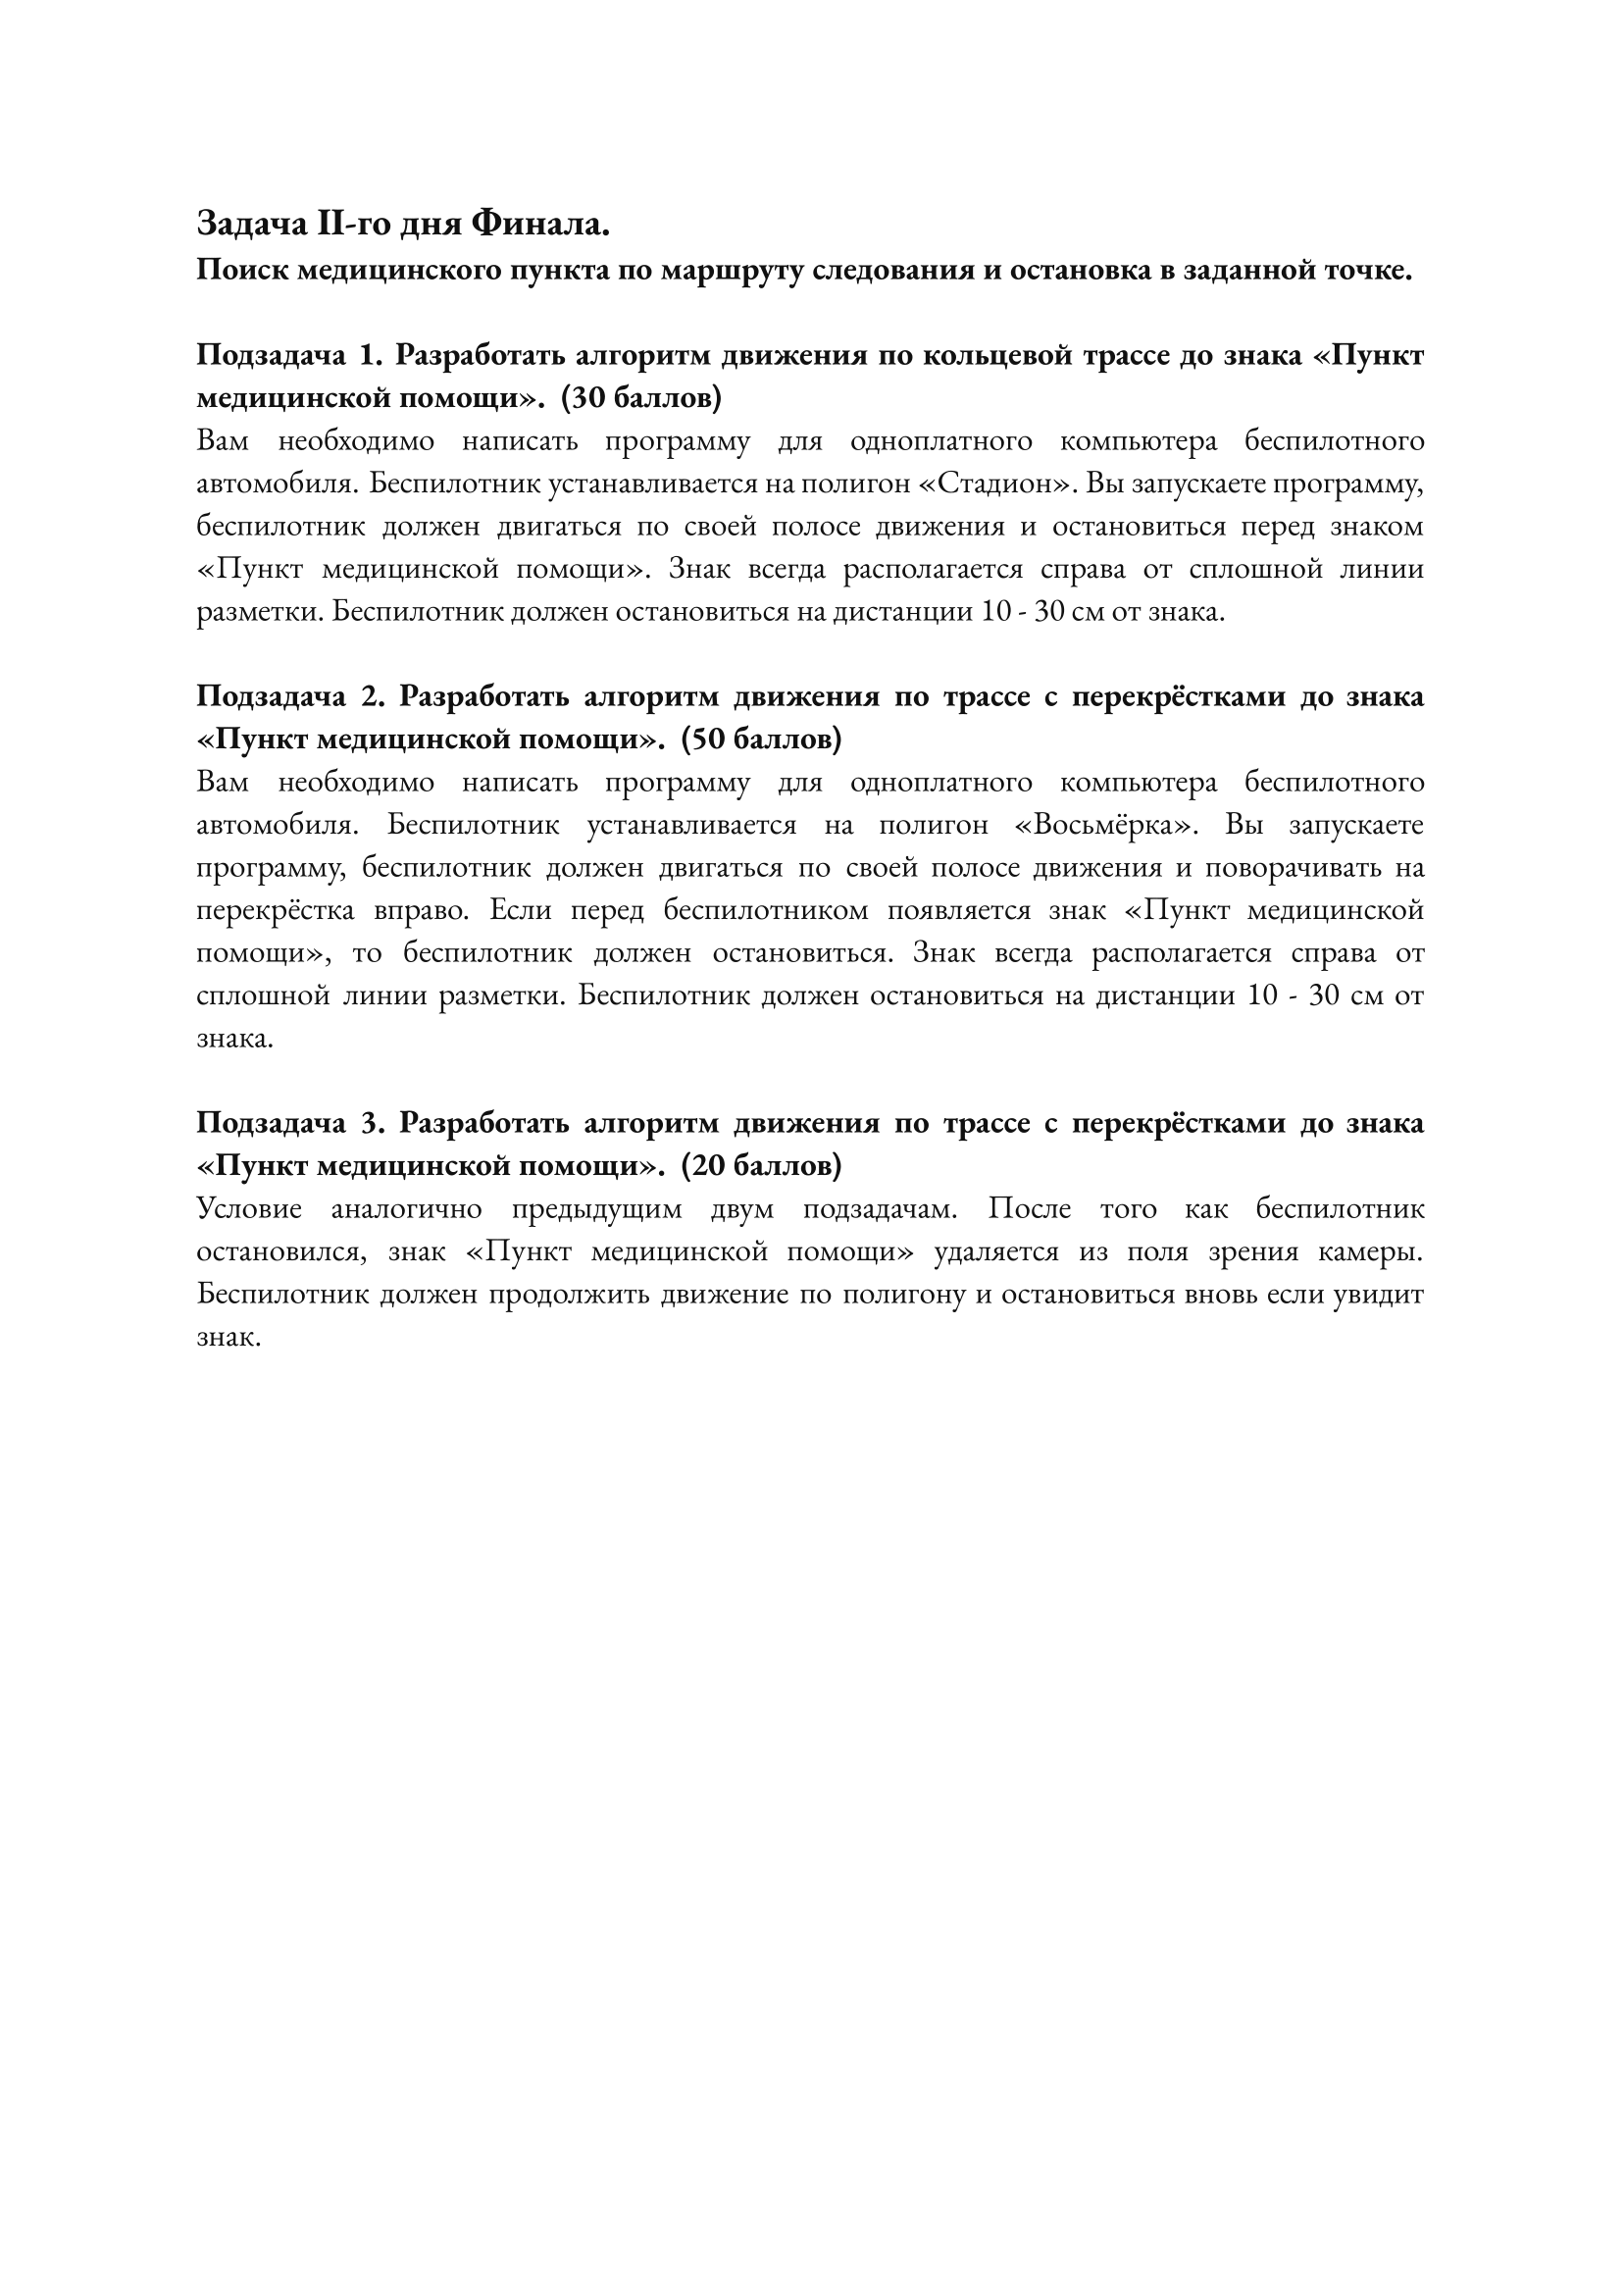 Задача II-го дня Финала.
Поиск медицинского пункта по маршруту следования и остановка в заданной точке.
Подзадача 1. Разработать алгоритм движения по кольцевой трассе до знака «Пункт
медицинской помощи». (30 баллов)
Вам необходимо написать программу для одноплатного компьютера беспилотного
автомобиля. Беспилотник устанавливается на полигон «Стадион». Вы запускаете программу,
беспилотник должен двигаться по своей полосе движения и остановиться перед знаком
«Пункт медицинской помощи». Знак всегда располагается справа от сплошной линии
разметки. Беспилотник должен остановиться на дистанции 10 - 30 см от знака.
Подзадача 2. Разработать алгоритм движения по трассе с перекрёстками до знака
«Пункт медицинской помощи». (50 баллов)
Вам необходимо написать программу для одноплатного компьютера беспилотного
автомобиля. Беспилотник устанавливается на полигон «Восьмёрка». Вы запускаете
программу, беспилотник должен двигаться по своей полосе движения и поворачивать на
перекрёстка вправо. Если перед беспилотником появляется знак «Пункт медицинской
помощи», то беспилотник должен остановиться. Знак всегда располагается справа от
сплошной линии разметки. Беспилотник должен остановиться на дистанции 10 - 30 см от
знака.
Подзадача 3. Разработать алгоритм движения по трассе с перекрёстками до знака
«Пункт медицинской помощи». (20 баллов)
Условие аналогично предыдущим двум подзадачам. После того как беспилотник
остановился, знак «Пункт медицинской помощи» удаляется из поля зрения камеры.
Беспилотник должен продолжить движение по полигону и остановиться вновь если увидит
знак.